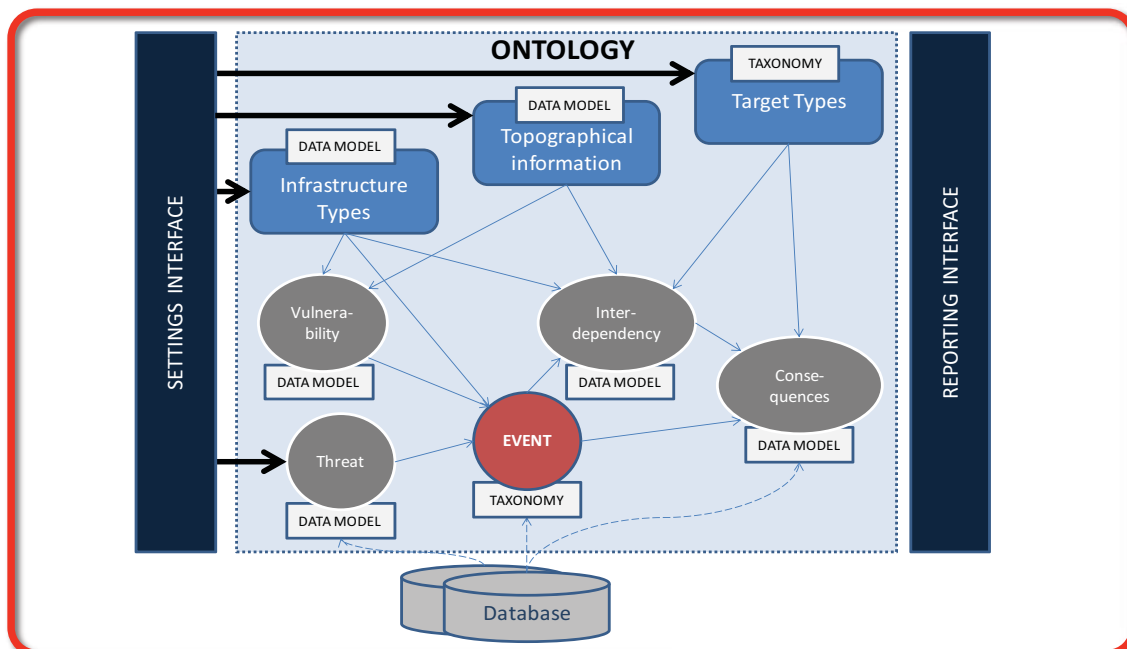 ONTOLOGY
TAXONOMY
Target Types
DATA MODEL
Topographical
information
DATA MODEL
Infrastructure
Types
SETTINGS INTERFACE
REPORTING INTERFACE
Vulnera-
bility
DATA MODEL
Inter-
dependency
DATA MODEL
Conse-
quences
DATA MODEL
Threat
DATA MODEL
EVENT
TAXONOMY
Database